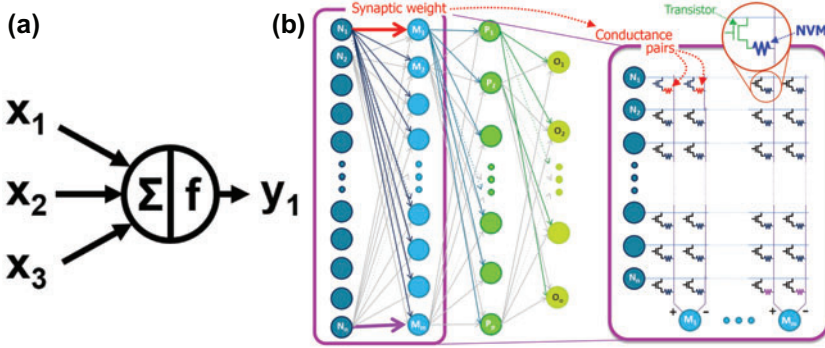 (a)
x1
x2
x3
Σ f
y1
(b)
Synaptic weight
N1
N2
Nn
M1
M2
Mm
P1
P2
Pp
O1
O2
Oo
Transistor
NVM
Conductance
pairs
N1
N2
Nn
+ M1 -
+ Mm -